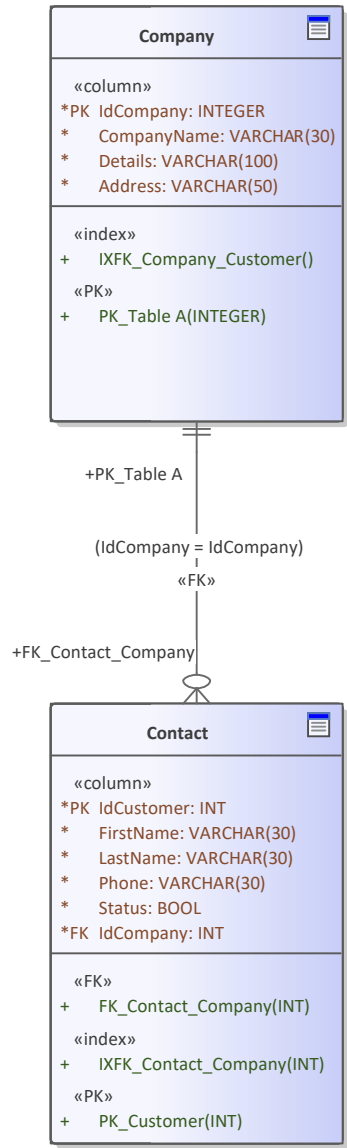 Company
«column»
*PK IdCompany: INTEGER
* CompanyName: VARCHAR(30)
* Details: VARCHAR(100)
* Address: VARCHAR(50)
«index»
+ IXFK_Company_Customer()
«PK»
+ PK_Table A(INTEGER)
+PK_Table A
(IdCompany = IdCompany)
«FK»
+FK_Contact_Company
Contact
«column»
*PK IdCustomer: INT
* FirstName: VARCHAR(30)
* LastName: VARCHAR(30)
* Phone: VARCHAR(30)
* Status: BOOL
*FK IdCompany: INT
«FK»
+ FK_Contact_Company(INT)
«index»
+ IXFK_Contact_Company(INT)
«PK»
+ PK_Customer(INT)